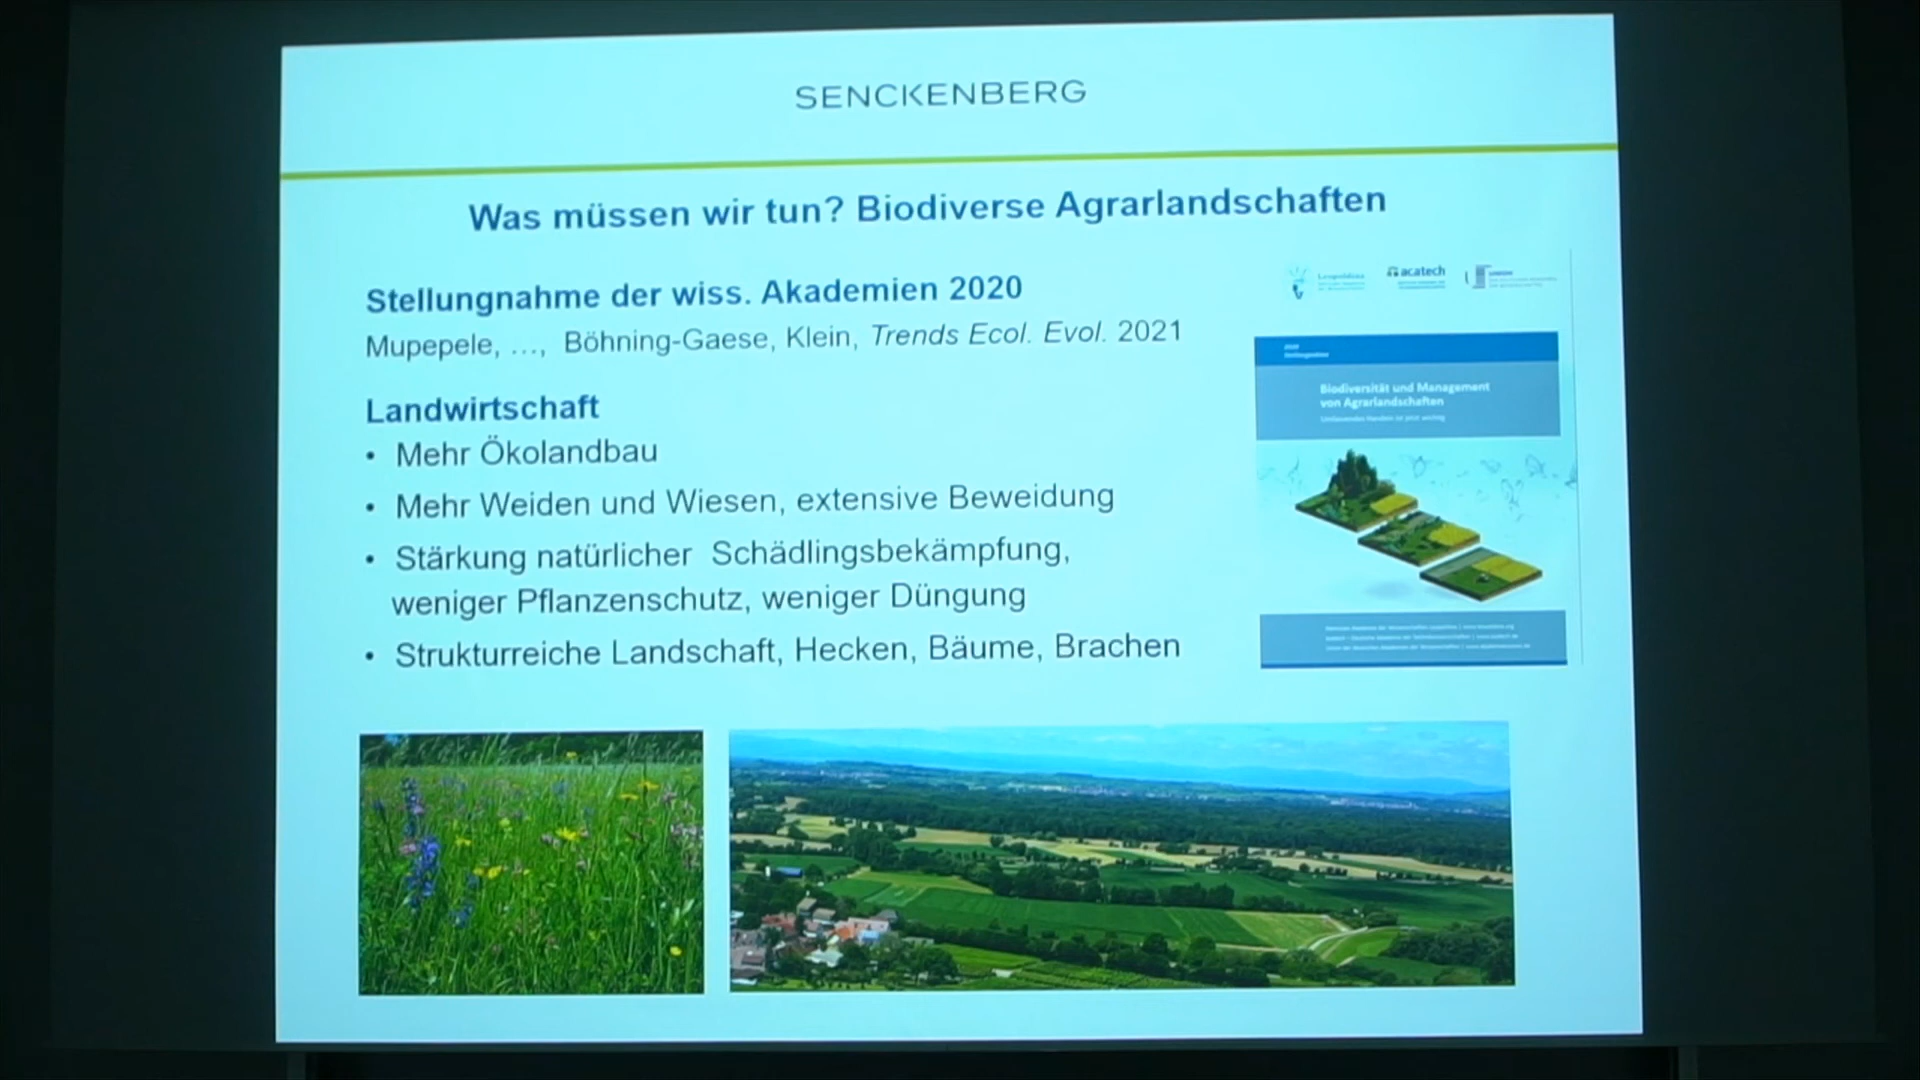 SENCKENBERG
Was müssen wir tun? Biodiverse Agrarlandschaften
Stellungnahme der wiss. Akademien 2020
Mupepele, ..., Böhning-Gaese, Klein, Trends Ecol. Evol. 2021
Landwirtschaft
• Mehr Ökolandbau
• Mehr Weiden und Wiesen, extensive Beweidung
• Stärkung natürlicher Schädlingsbekämpfung,
weniger Pflanzenschutz, weniger Düngung
• Strukturreiche Landschaft, Hecken, Bäume, Brachen
Leopoldina
acatech
Biodiversität und Management
von Agrarlandschaften